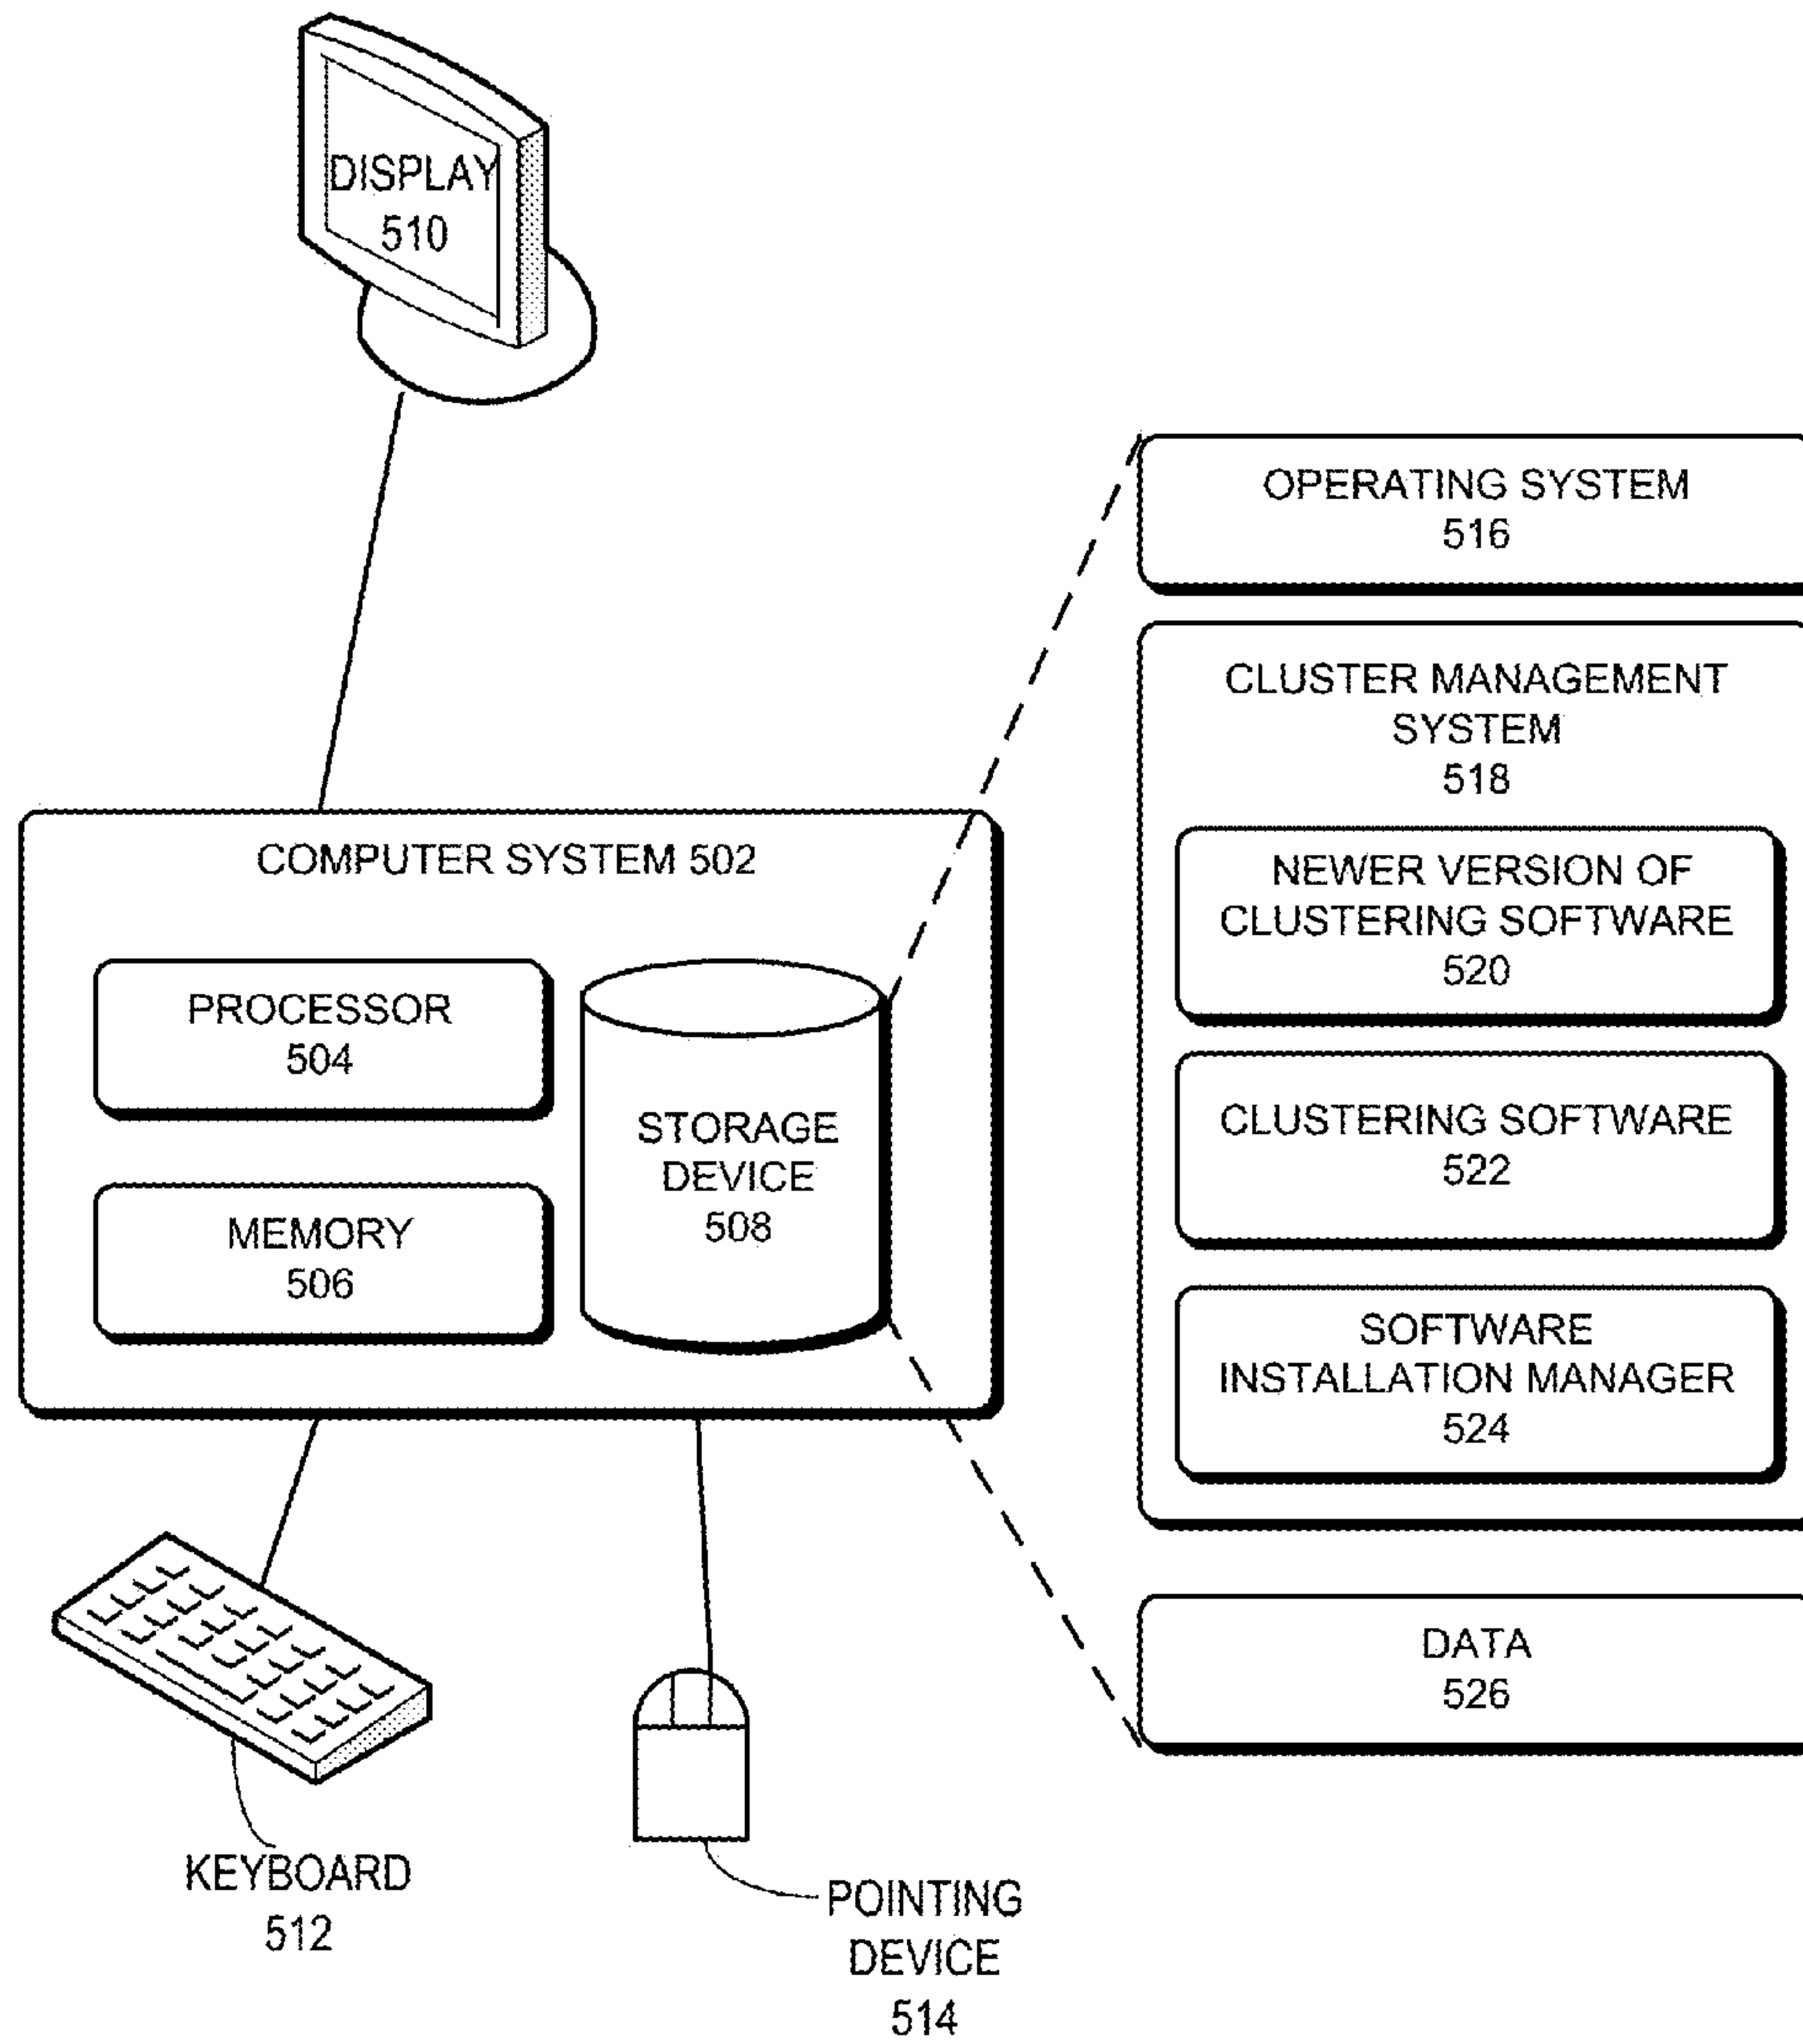 DISPLAY
510
OPERATING SYSTEM
516
CLUSTER MANAGEMENT
SYSTEM
518
NEWER VERSION OF
CLUSTERING SOFTWARE
520
CLUSTERING SOFTWARE
522
SOFTWARE
INSTALLATION MANAGER
524
DATA
526
COMPUTER SYSTEM 502
PROCESSOR
504
MEMORY
506
STORAGE
DEVICE
508
KEYBOARD
512
POINTING
DEVICE
514